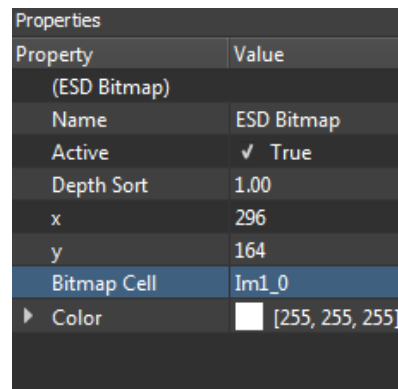 Properties
Property Value
(ESD Bitmap)
Name ESD Bitmap
Active ✓ True
Depth Sort 1.00
x 296
y 164
Bitmap Cell Im1_0
Color [255, 255, 255]